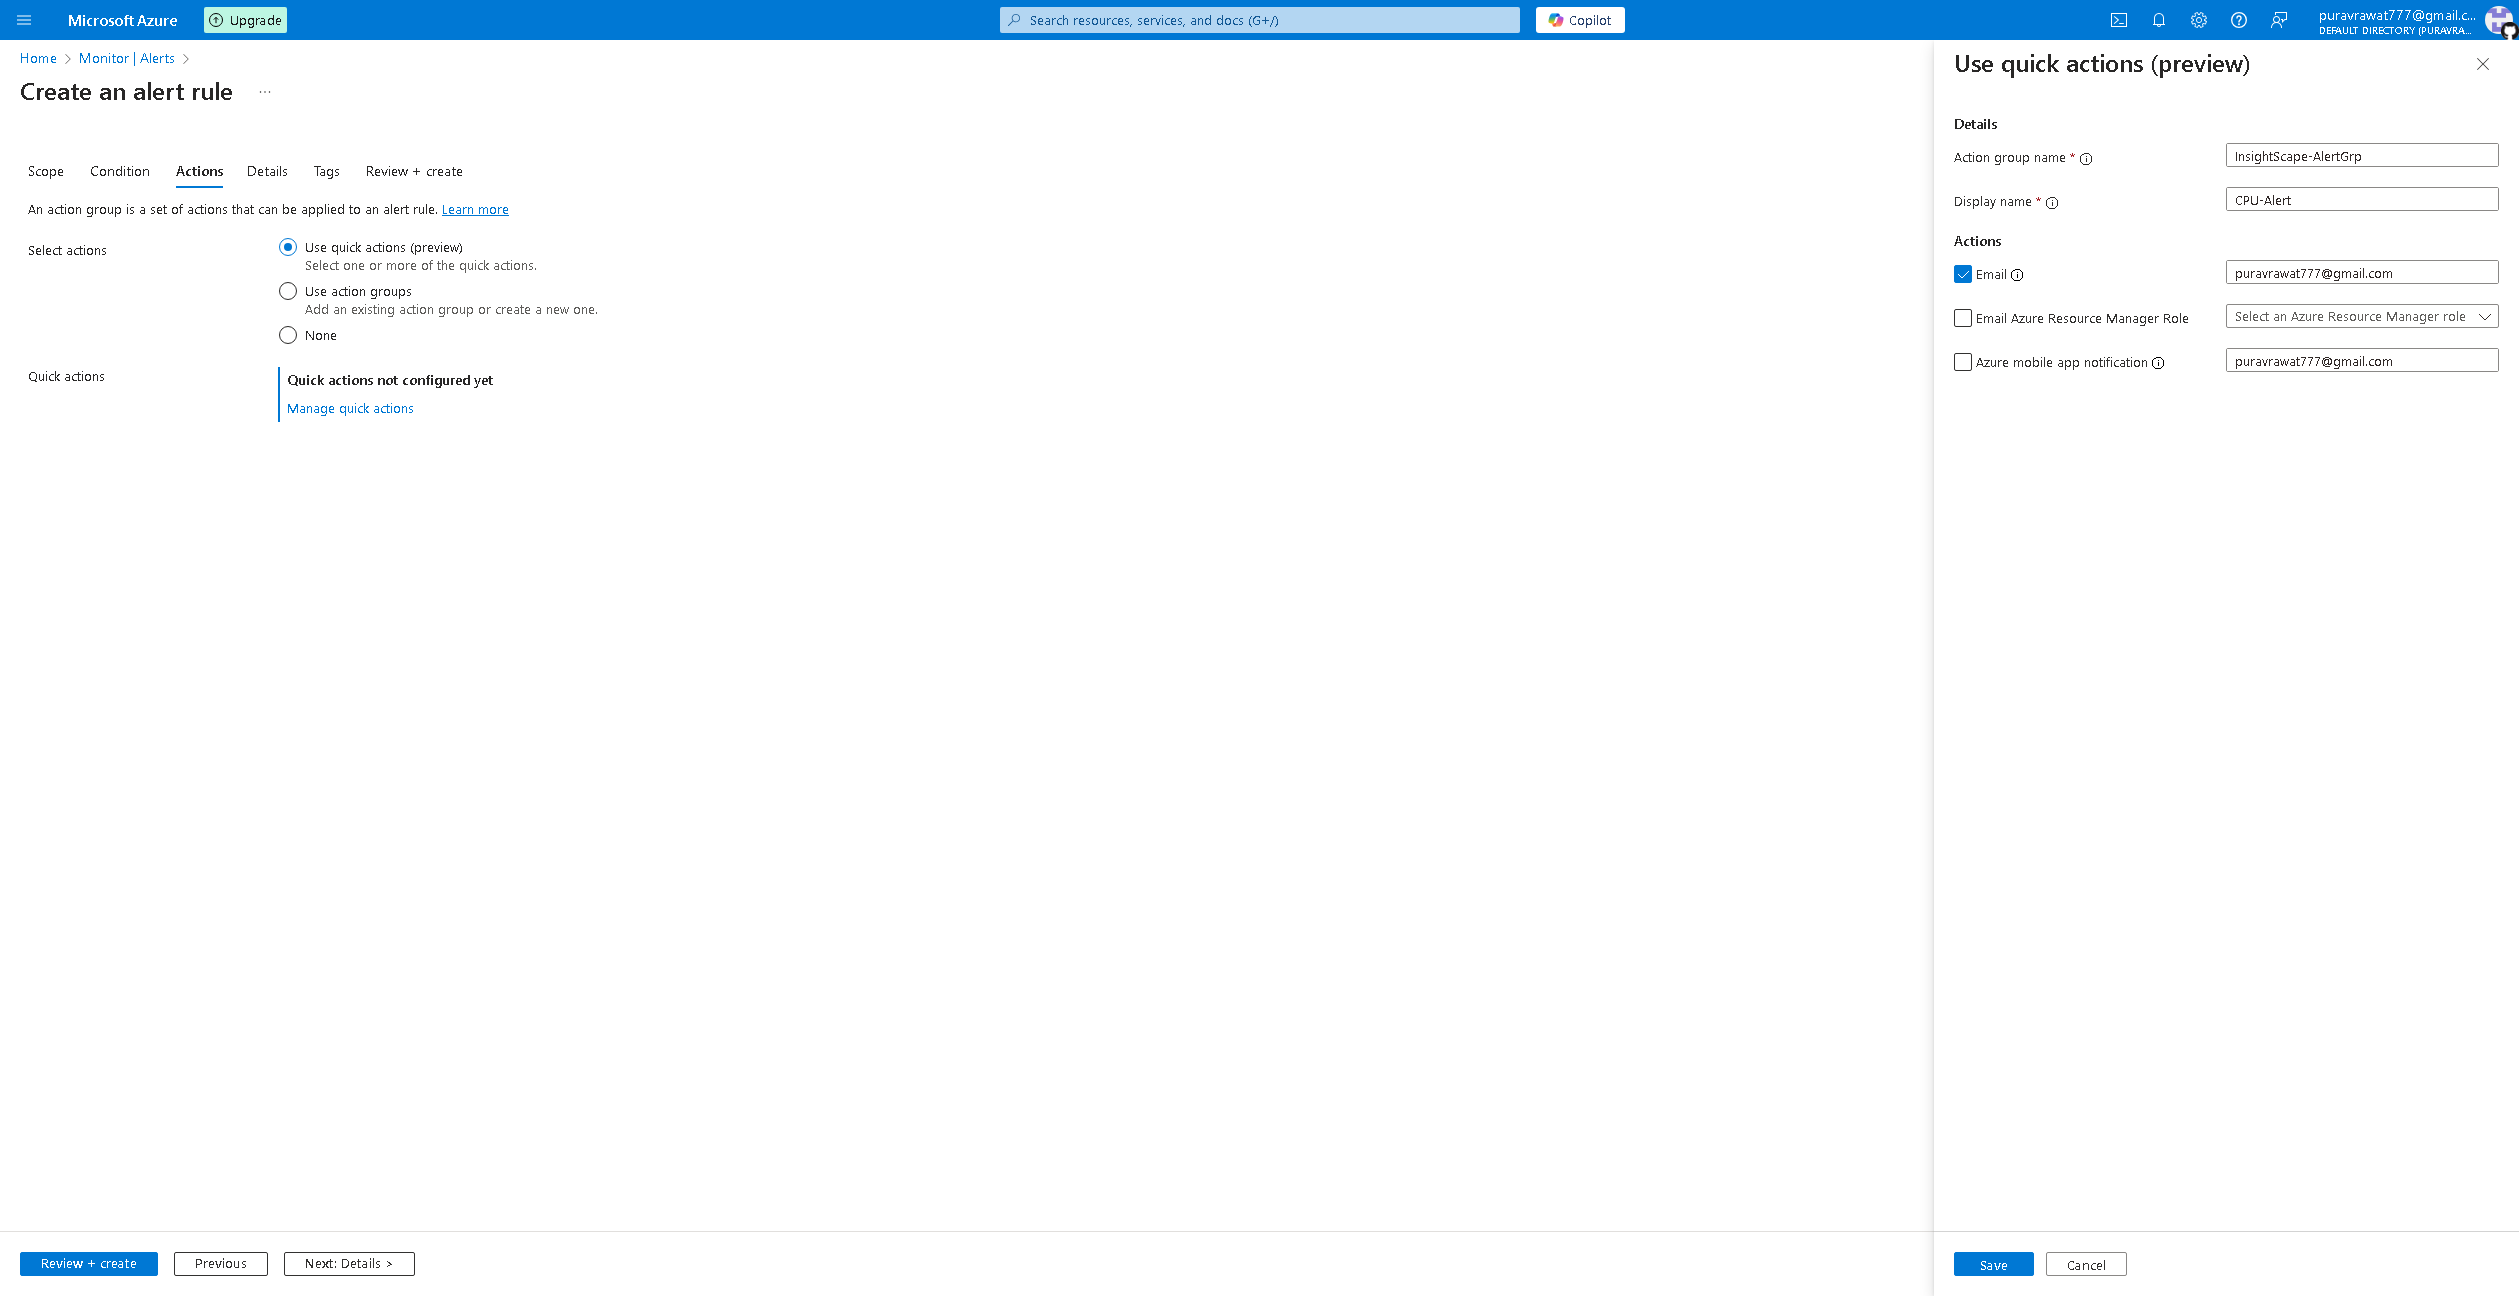 Microsoft Azure
Upgrade
Search resources, services, and docs (G+/)
Copilot
puravrawat777@gmail.c...
DEFAULT DIRECTORY (PURAVRA...
Home > Monitor | Alerts >
Create an alert rule ...
Scope Condition Actions Details Tags Review + create
An action group is a set of actions that can be applied to an alert rule. Learn more
Select actions
Use quick actions (preview)
Select one or more of the quick actions.
Use action groups
Add an existing action group or create a new one.
None
Quick actions
Quick actions not configured yet
Manage quick actions
Review + create
Previous
Next: Details >
Use quick actions (preview)
Details
Action group name *
InsightScape-AlertGrp
Display name *
CPU-Alert
Actions
Email
puravrawat777@gmail.com
Email Azure Resource Manager Role
Select an Azure Resource Manager role
Azure mobile app notification
puravrawat777@gmail.com
Save
Cancel